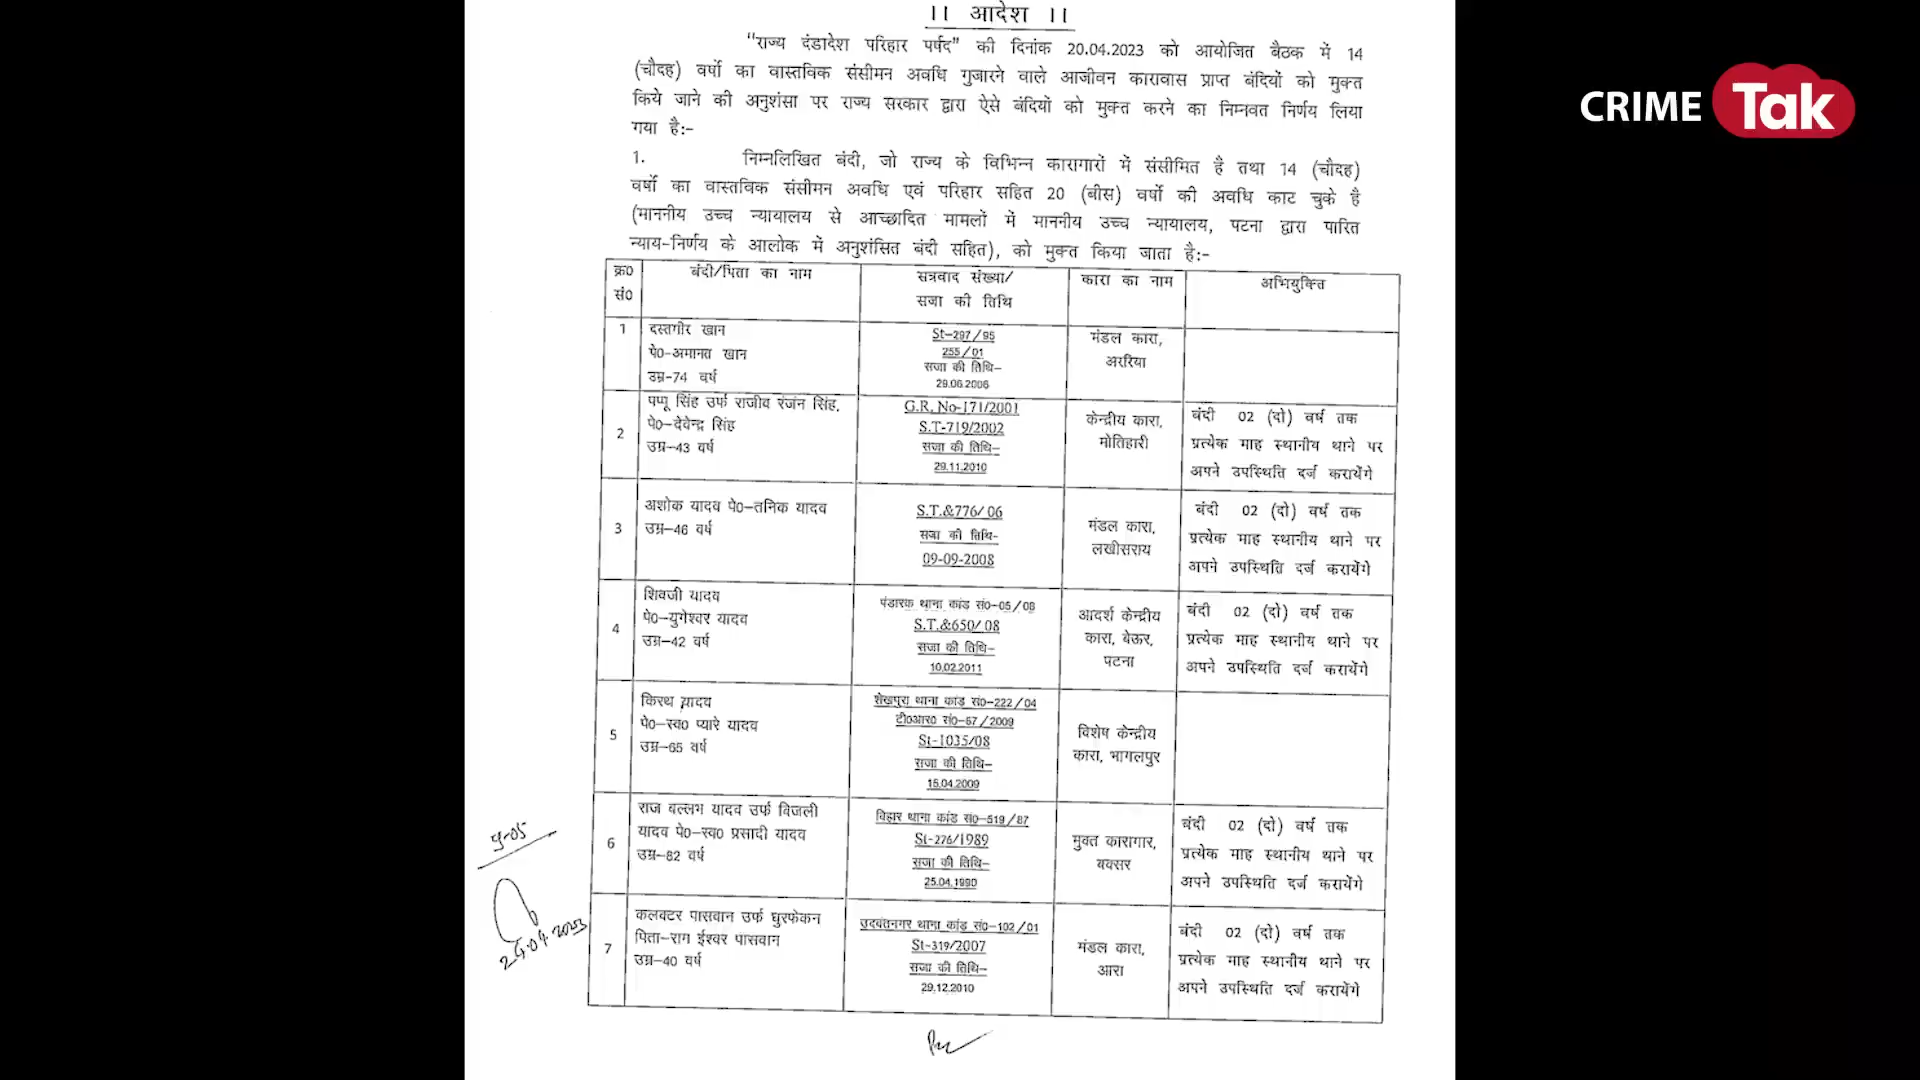 ।। आदेश ।।
"राज्य दंडादेश परिहार पर्षद" की दिनांक 20.04.2023 को आयोजित बैठक में 14
(चौदह) वर्षो का वास्तविक संसीमन अवधि गुजारने वाले आजीवन कारावास प्राप्त बंदियों को मुक्त
किये जाने की अनुशंसा पर राज्य सरकार द्वारा ऐसे बंदियों को मुक्त करने का निम्नवत निर्णय लिया
गया है:-
1. निम्नलिखित बंदी, जो राज्य के विभिन्न कारागारों में संसीमित है तथा 14 (चौदह)
वर्षो का वास्तविक संसीमन अवधि एवं परिहार सहित 20 (बीस) वर्षो की अवधि काट चुके है
(माननीय उच्च न्यायालय से आच्छादित मामलों में माननीय उच्च न्यायालय, पटना द्वारा पारित
न्याय-निर्णय के आलोक में अनुशंसित बंदी सहित), को मुक्त किया जाता है:-
क्र0 सं0 | बंदी/पिता का नाम | सत्रवाद संख्या/ सजा की तिथि | कारा का नाम | अभियुक्ति
1 | दस्तगीर खान पे0-अमानत खान उम्र-74 वर्ष | St-297/95 255/01 सजा की तिथि- 29.06.2006 | मंडल कारा, अररिया
2 | पप्पू सिंह उर्फ राजीव रंजन सिंह, पे0-देवेन्द्र सिंह उम्र-43 वर्ष | G.R. No-171/2001 S.T-719/2002 सजा की तिथि- 29.11.2010 | केन्द्रीय कारा, मोतिहारी | बंदी 02 (दो) वर्ष तक प्रत्येक माह स्थानीय थाने पर अपने उपस्थिति दर्ज करायेंगे
3 | अशोक यादव पे0-तनिक यादव उम्र-46 वर्ष | S.T.&776/06 सजा की तिथि- 09-09-2008 | मंडल कारा, लखीसराय | बंदी 02 (दो) वर्ष तक प्रत्येक माह स्थानीय थाने पर अपने उपस्थिति दर्ज करायेंगे
4 | शिवजी यादव पे0-युगेश्वर यादव उम्र-42 वर्ष | पंडारक थाना कांड सं0-05/08 S.T.&650/08 सजा की तिथि- 10.02.2011 | आदर्श केन्द्रीय कारा, बेऊर, पटना | बंदी 02 (दो) वर्ष तक प्रत्येक माह स्थानीय थाने पर अपने उपस्थिति दर्ज करायेंगे
5 | किरथ यादव पे0-स्व0 प्यारे यादव उम्र-65 वर्ष | शेखपुरा थाना कांड सं0-222/04 टी0आर0 सं0-67/2009 St-1035/08 सजा की तिथि- 15.04.2009 | विशेष केन्द्रीय कारा, भागलपुर
6 | राज बल्लभ यादव उर्फ बिजली यादव पे0-स्व0 प्रसादी यादव उम्र-82 वर्ष | बिहार थाना कांड सं0-519/87 St-276/1989 सजा की तिथि- 25.04.1990 | मुक्त कारागार, बक्सर | बंदी 02 (दो) वर्ष तक प्रत्येक माह स्थानीय थाने पर अपने उपस्थिति दर्ज करायेंगे
7 | कलक्टर पासवान उर्फ घुरफेकन पिता-राम ईश्वर पासवान उम्र-40 वर्ष | उदवंतनगर थाना कांड सं0-102/01 St-319/2007 सजा की तिथि- 29.12.2010 | मंडल कारा, आरा | बंदी 02 (दो) वर्ष तक प्रत्येक माह स्थानीय थाने पर अपने उपस्थिति दर्ज करायेंगे
24.04.2023
CRIME Tak